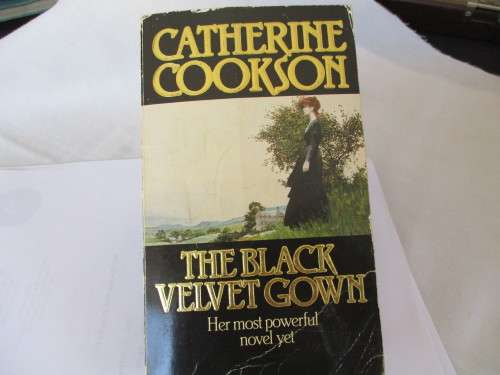 CATHERINE
COOKSON
THE BLACK
VELVET GOWN
Her most powerful
novel yet